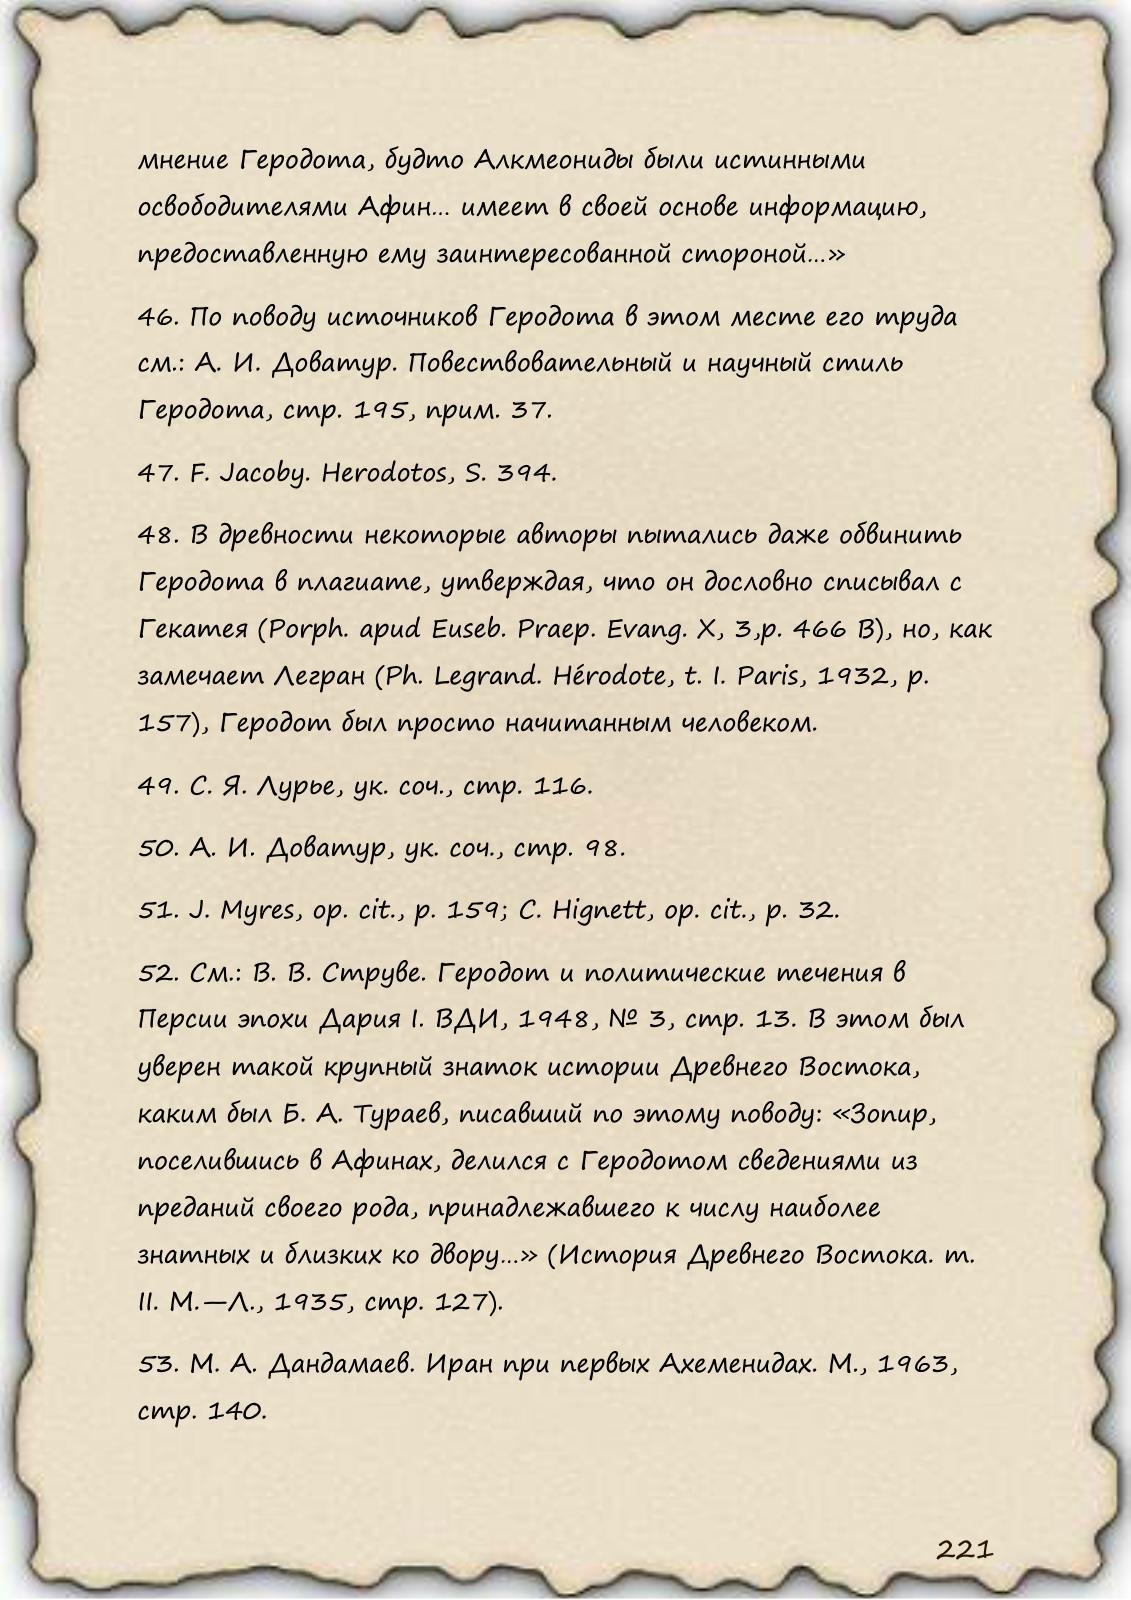 мнение Геродота, будто Алкмеониды были истинными
освободителями Афин... имеет в своей основе информацию,
предоставленную ему заинтересованной стороной...»
46. По поводу источников Геродота в этом месте его труда
см.: А. И. Доватур. Повествовательный и научный стиль
Геродота, стр. 195, прим. 37.
47. F. Jacoby. Herodotos, S. 394.
48. В древности некоторые авторы пытались даже обвинить
Геродота в плагиате, утверждая, что он дословно списывал с
Гекатея (Porph. apud Euseb. Praep. Evang. X, 3,p. 466 B), но, как
замечает Легран (Ph. Legrand. Hérodote, t. I. Paris, 1932, p.
157), Геродот был просто начитанным человеком.
49. С. Я. Лурье, ук. соч., стр. 116.
50. А. И. Доватур, ук. соч., стр. 98.
51. J. Myres, op. cit., p. 159; C. Hignett, op. cit., p. 32.
52. См.: В. В. Струве. Геродот и политические течения в
Персии эпохи Дария I. ВДИ, 1948, № 3, стр. 13. В этом был
уверен такой крупный знаток истории Древнего Востока,
каким был Б. А. Тураев, писавший по этому поводу: «Зопир,
поселившись в Афинах, делился с Геродотом сведениями из
преданий своего рода, принадлежавшего к числу наиболее
знатных и близких ко двору...» (История Древнего Востока. т.
II. М.—Л., 1935, стр. 127).
53. М. А. Дандамаев. Иран при первых Ахеменидах. М., 1963,
стр. 140.
221